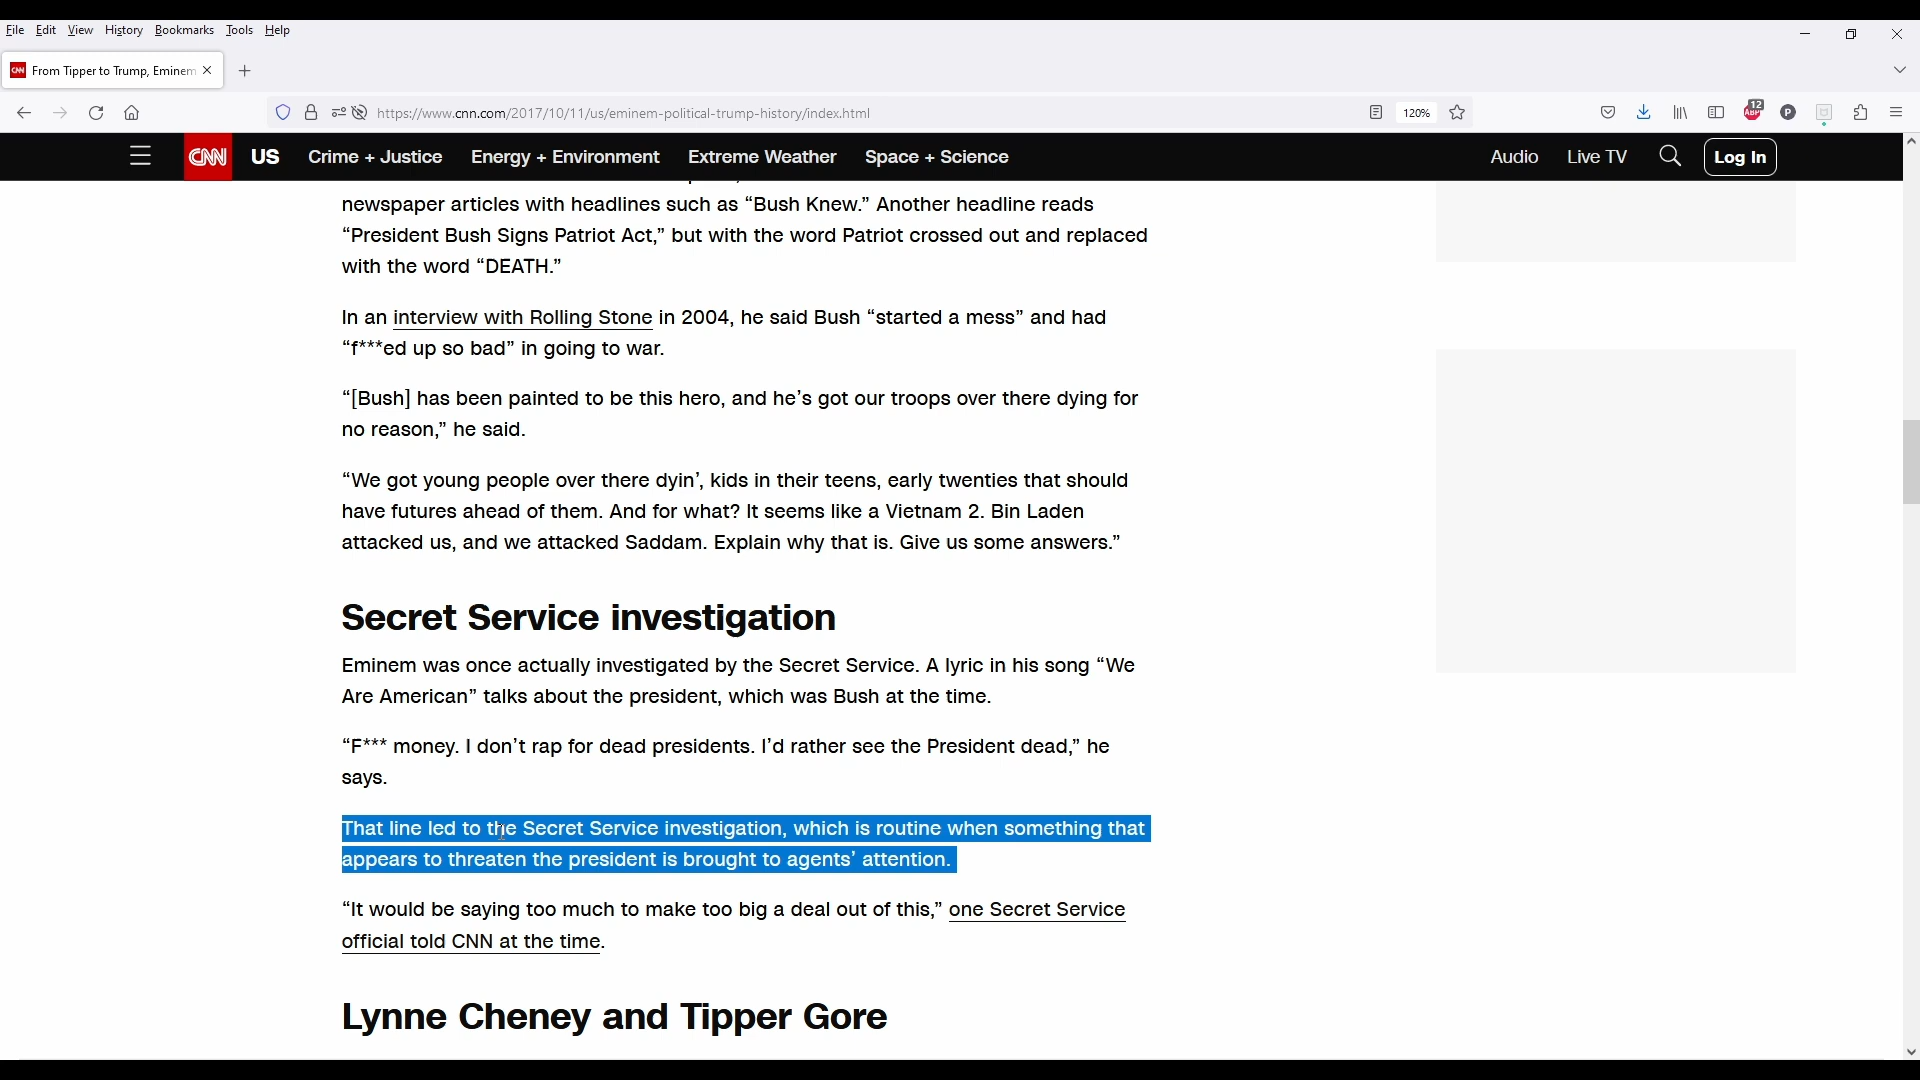 File Edit View History Bookmarks Tools Help
CNN From Tipper to Trump, Eminem
https://www.cnn.com/2017/10/11/us/eminem-political-trump-history/index.html 120% 12 ABP P
CNN US Crime + Justice Energy + Environment Extreme Weather Space + Science Audio Live TV Log In
newspaper articles with headlines such as “Bush Knew.” Another headline reads
“President Bush Signs Patriot Act,” but with the word Patriot crossed out and replaced
with the word “DEATH.”
In an interview with Rolling Stone in 2004, he said Bush “started a mess” and had
“f***ed up so bad” in going to war.
“[Bush] has been painted to be this hero, and he’s got our troops over there dying for
no reason,” he said.
“We got young people over there dyin’, kids in their teens, early twenties that should
have futures ahead of them. And for what? It seems like a Vietnam 2. Bin Laden
attacked us, and we attacked Saddam. Explain why that is. Give us some answers.”
Secret Service investigation
Eminem was once actually investigated by the Secret Service. A lyric in his song “We
Are American” talks about the president, which was Bush at the time.
“F*** money. I don’t rap for dead presidents. I’d rather see the President dead,” he
says.
That line led to the Secret Service investigation, which is routine when something that
appears to threaten the president is brought to agents’ attention.
“It would be saying too much to make too big a deal out of this,” one Secret Service
official told CNN at the time.
Lynne Cheney and Tipper Gore